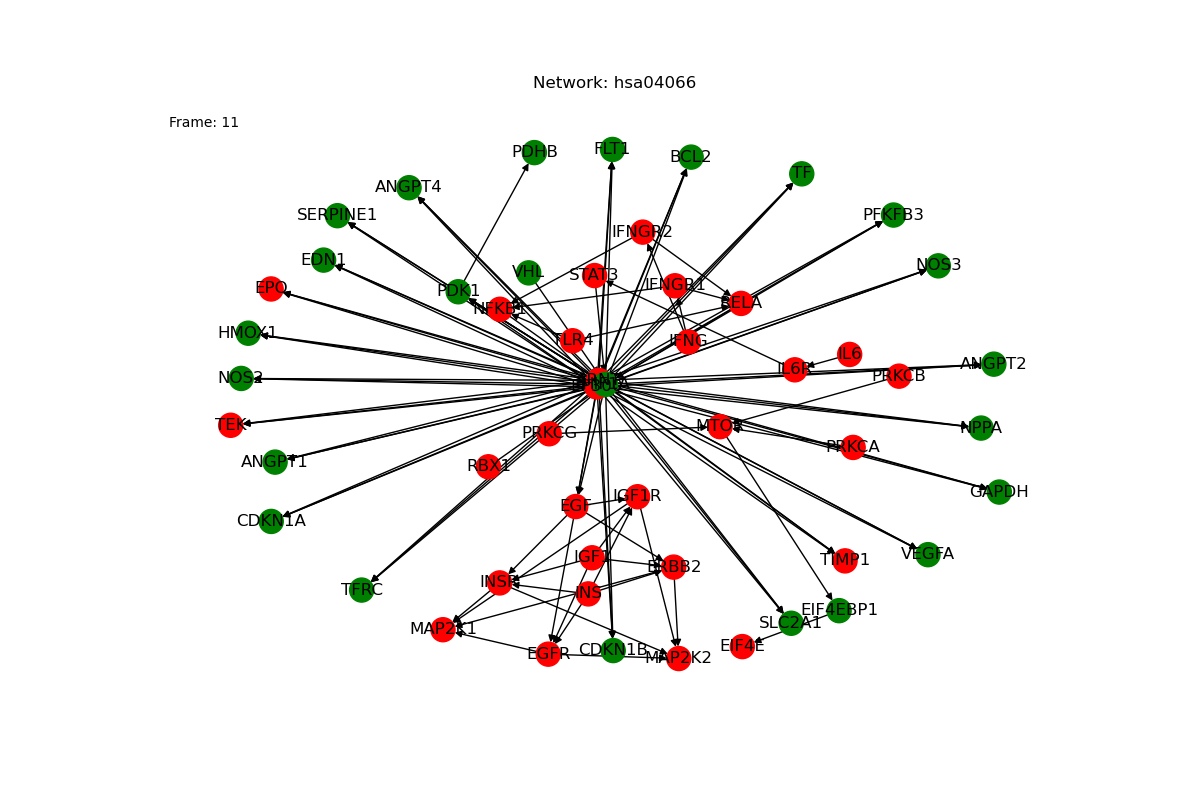 Network: hsa04066
Frame: 11
PDHB
FLT1
BCL2
TF
ANGPT4
SERPINE1
PFKFB3
IFNGR2
EDN1
NOS3
VHL
STAT3
IFNGR1
EPO
PDK1
NFKB1
RELA
HMOX1
TLR4
IFNG
IL6
ANGPT2
IL6R
PRKCB
NOS2
TEK
PRKCG
MTOR
NPPA
PRKCA
ANGPT1
RBX1
GAPDH
IGF1R
EGF
CDKN1A
VEGFA
TIMP1
IGF1
ERBB2
INSR
INS
TFRC
EIF4EBP1
SLC2A1
MAP2K1
EIF4E
CDKN1B
EGFR
MAP2K2